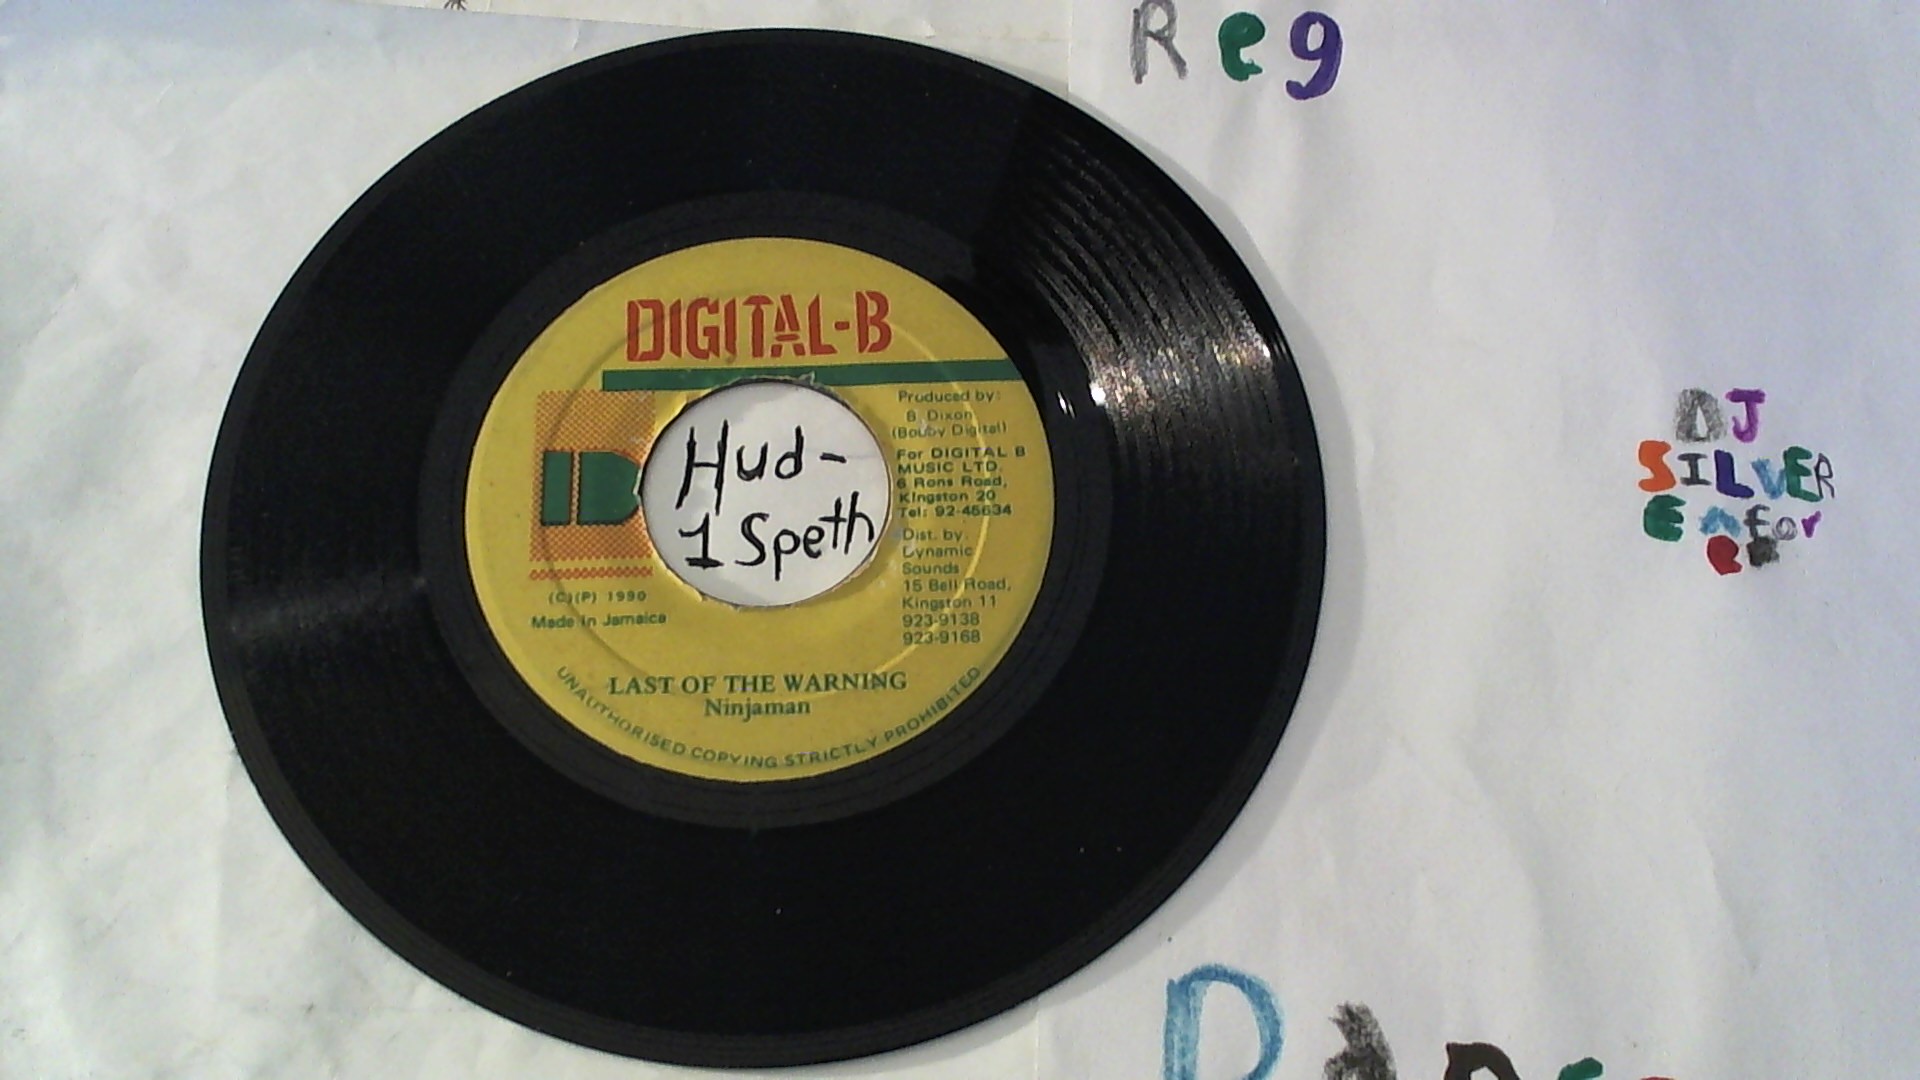 Reg
DIGITAL-B
Produced by:
B. Dixon
(Bobby Digital)
For DIGITAL B
MUSIC LTD.
6 Rons Road,
Kingston 20
Tel: 92-45634
Dist. by:
Dynamic
Sounds
15 Bell Road,
Kingston 11
923-9138
923-9168
Hud-
1 Speth
(C)(P) 1990
Made in Jamaica
LAST OF THE WARNING
Ninjaman
UNAUTHORISED COPYING STRICTLY PROHIBITED
DJ
SILVER